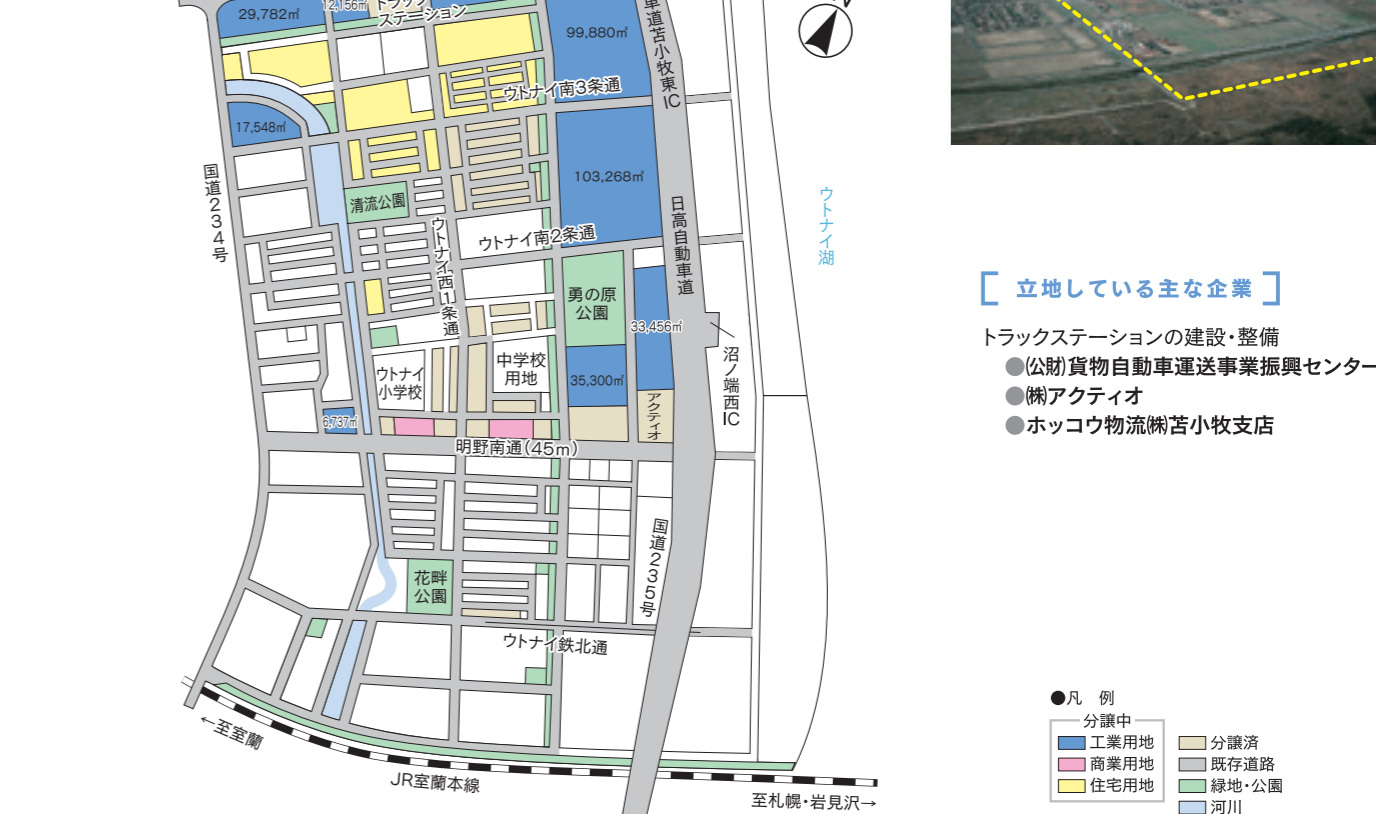 29,782㎡
12,156㎡
トラック
ステーション
99,880㎡
車道苫小牧東IC
ウトナイ南3条通
17,548㎡
103,268㎡
国道234号
清流公園
ウトナイ西1条通
ウトナイ南2条通
日高自動車道
ウトナイ湖
勇の原
公園
33,456㎡
沼ノ端西IC
ウトナイ
小学校
中学校
用地
35,300㎡
アクティオ
6,737㎡
明野南通(45m)
国道235号
花畔
公園
ウトナイ鉄北通
←至室蘭
JR室蘭本線
至札幌・岩見沢→
立地している主な企業
トラックステーションの建設・整備
●(公財)貨物自動車運送事業振興センター
●㈱アクティオ
●ホッコウ物流㈱苫小牧支店
●凡 例
分譲中
工業用地
商業用地
住宅用地
分譲済
既存道路
緑地・公園
河川